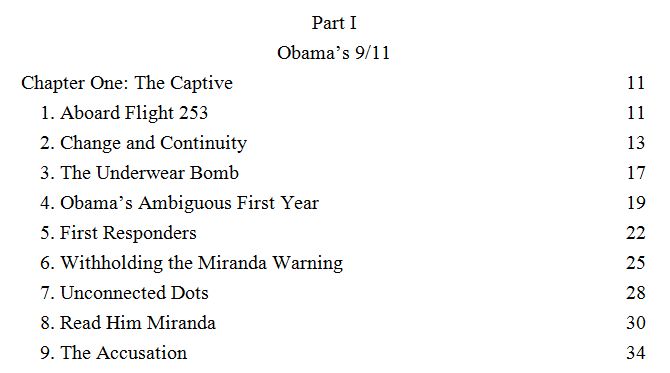 Part I
Obama’s 9/11
Chapter One: The Captive 11
1. Aboard Flight 253 11
2. Change and Continuity 13
3. The Underwear Bomb 17
4. Obama’s Ambiguous First Year 19
5. First Responders 22
6. Withholding the Miranda Warning 25
7. Unconnected Dots 28
8. Read Him Miranda 30
9. The Accusation 34